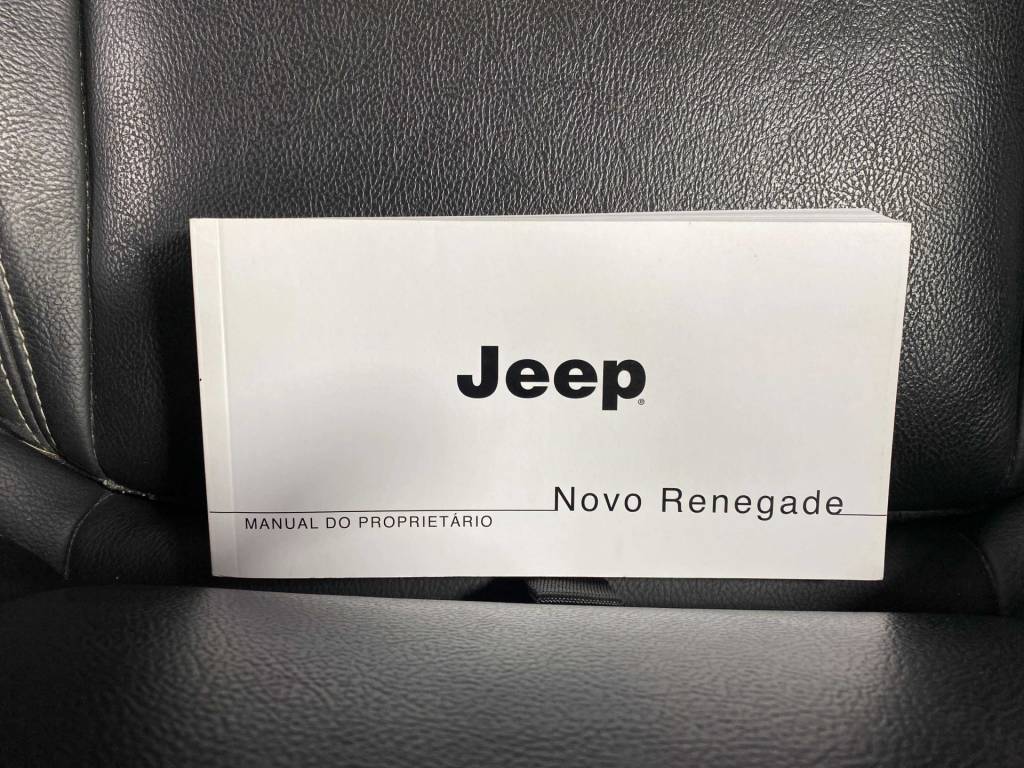 Jeep®
Novo Renegade
MANUAL DO PROPRIETÁRIO